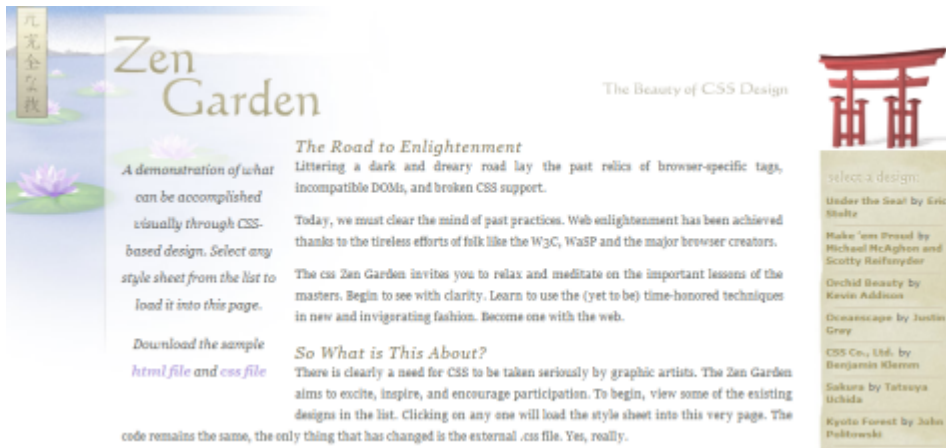 Zen
Garden
The Beauty of CSS Design
A demonstration of what
can be accomplished
visually through CSS-
based design. Select any
style sheet from the list to
load it into this page.
Download the sample
html file and css file
The Road to Enlightenment
Littering a dark and dreary road lay the past relics of browser-specific tags,
incompatible DOMs, and broken CSS support.
Today, we must clear the mind of past practices. Web enlightenment has been achieved
thanks to the tireless efforts of folk like the W3C, WaSP and the major browser creators.
The css Zen Garden invites you to relax and meditate on the important lessons of the
masters. Begin to see with clarity. Learn to use the (yet to be) time-honored techniques
in new and invigorating fashion. Become one with the web.
So What is This About?
There is clearly a need for CSS to be taken seriously by graphic artists. The Zen Garden
aims to excite, inspire, and encourage participation. To begin, view some of the existing
designs in the list. Clicking on any one will load the style sheet into this very page. The
code remains the same, the only thing that has changed is the external .css file. Yes, really.
select a design:
Under the Sea! by Eric
Stoltz
Make 'em Proud by
Michael McAghon and
Scotty Reifsnyder
Orchid Beauty by
Kevin Addison
Oceanscape by Justin
Gray
CSS Co., Ltd. by
Benjamin Klemm
Sakura by Tatsuya
Uchida
Kyoto Forest by John
Politowski